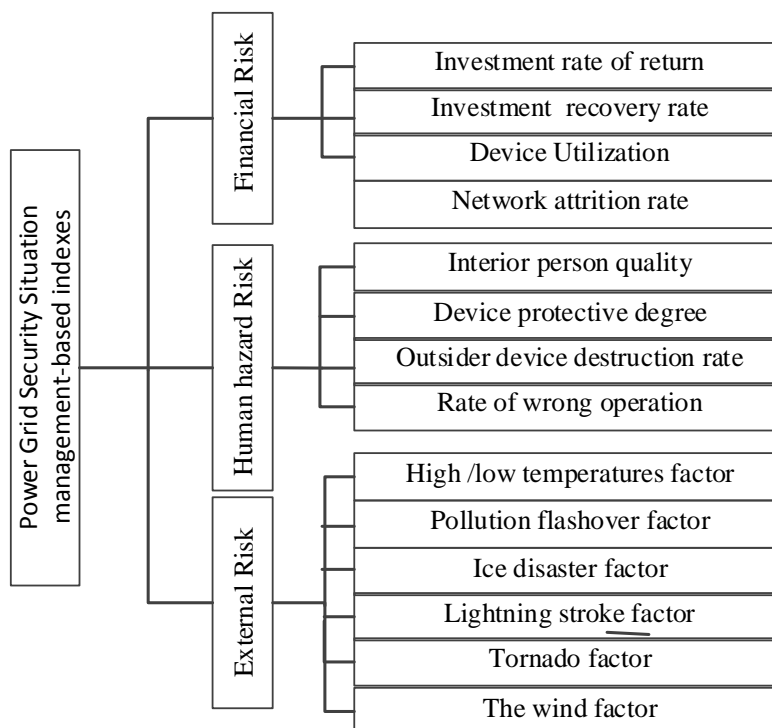 Power Grid Security Situation
management-based indexes
Financial Risk
Investment rate of return
Investment recovery rate
Device Utilization
Network attrition rate
Human hazard Risk
Interior person quality
Device protective degree
Outsider device destruction rate
Rate of wrong operation
External Risk
High /low temperatures factor
Pollution flashover factor
Ice disaster factor
Lightning stroke factor
Tornado factor
The wind factor